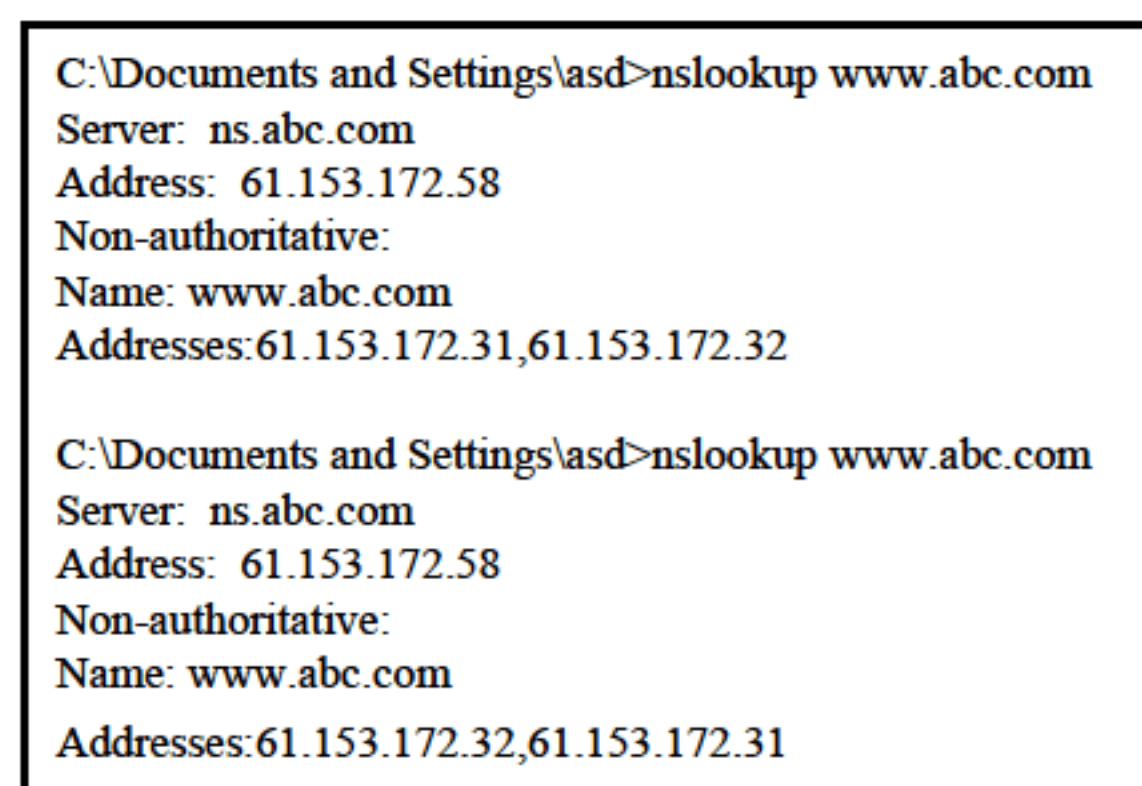 C:\Documents and Settings\asd>nslookup www.abc.com
Server:  ns.abc.com
Address:  61.153.172.58
Non-authoritative:
Name: www.abc.com
Addresses:61.153.172.31,61.153.172.32
C:\Documents and Settings\asd>nslookup www.abc.com
Server:  ns.abc.com
Address:  61.153.172.58
Non-authoritative:
Name: www.abc.com
Addresses:61.153.172.32,61.153.172.31